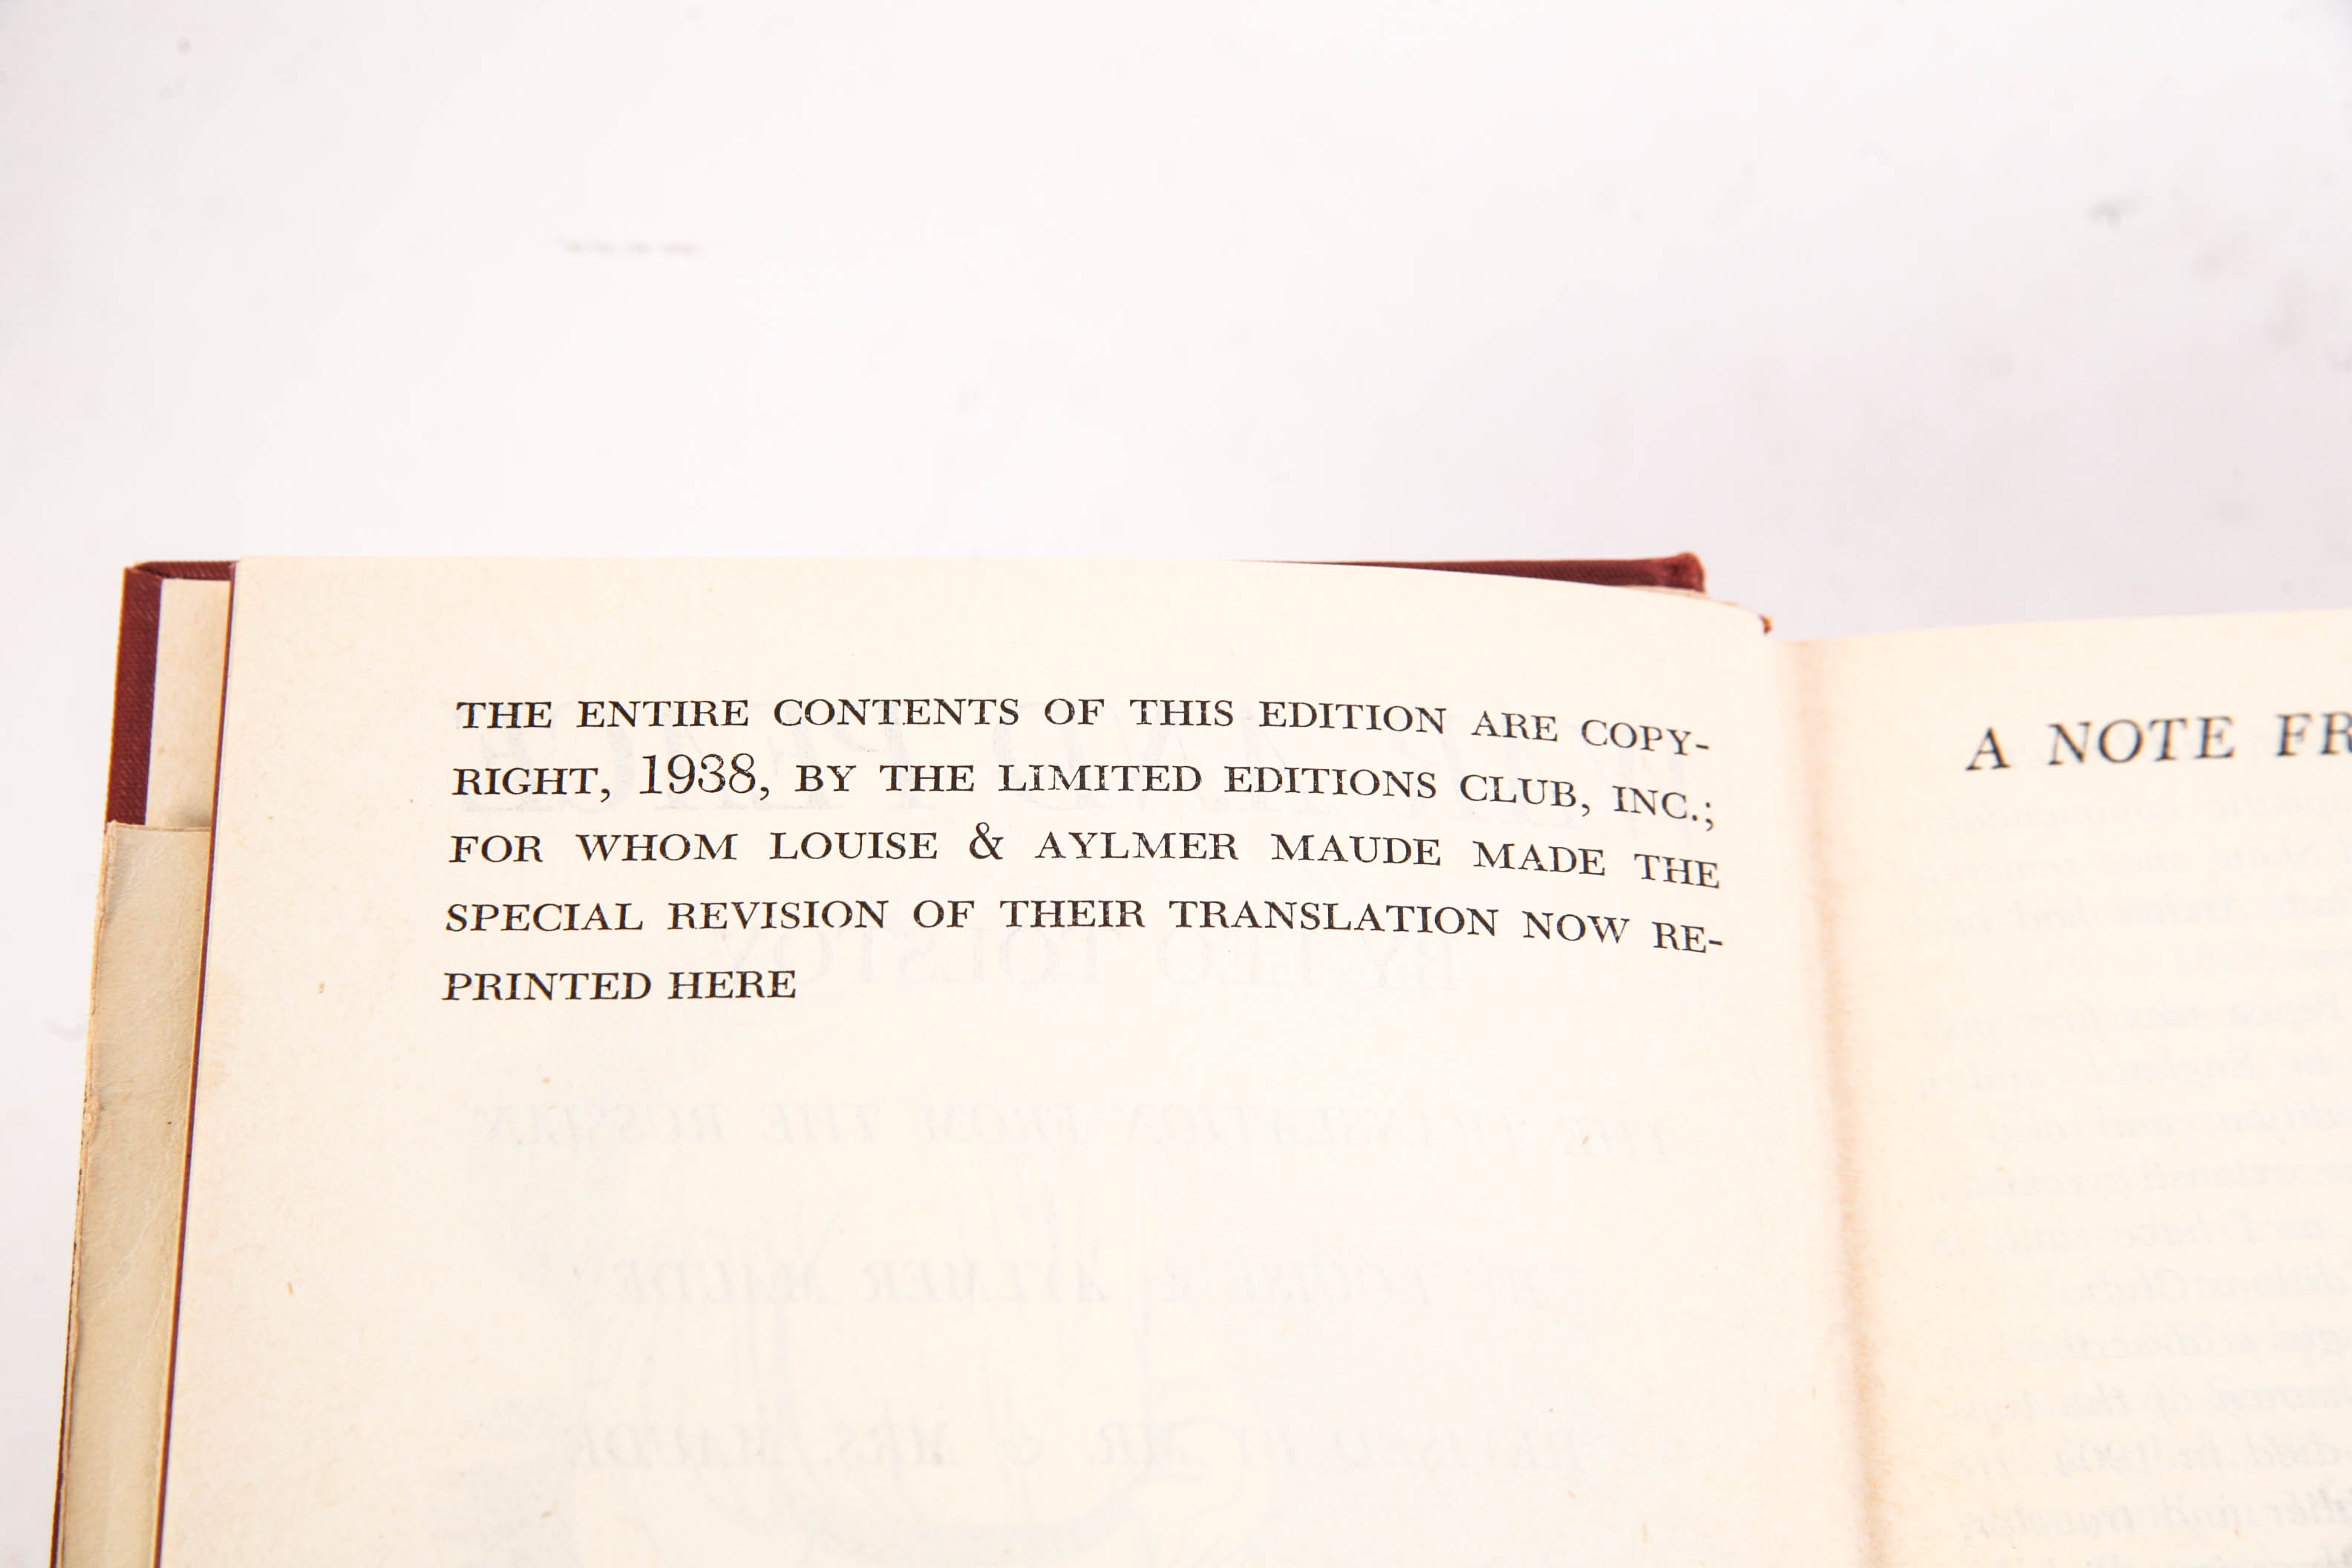 THE ENTIRE CONTENTS OF THIS EDITION ARE COPY-
RIGHT, 1938, BY THE LIMITED EDITIONS CLUB, INC.;
FOR WHOM LOUISE & AYLMER MAUDE MADE THE
SPECIAL REVISION OF THEIR TRANSLATION NOW RE-
PRINTED HERE
A NOTE FR